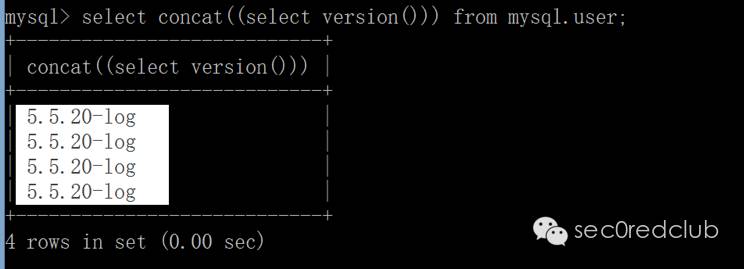 mysql> select concat((select version())) from mysql.user;
+----------------------------+
| concat((select version())) |
+----------------------------+
| 5.5.20-log |
| 5.5.20-log |
| 5.5.20-log |
| 5.5.20-log |
+----------------------------+
4 rows in set (0.00 sec)
sec0redclub